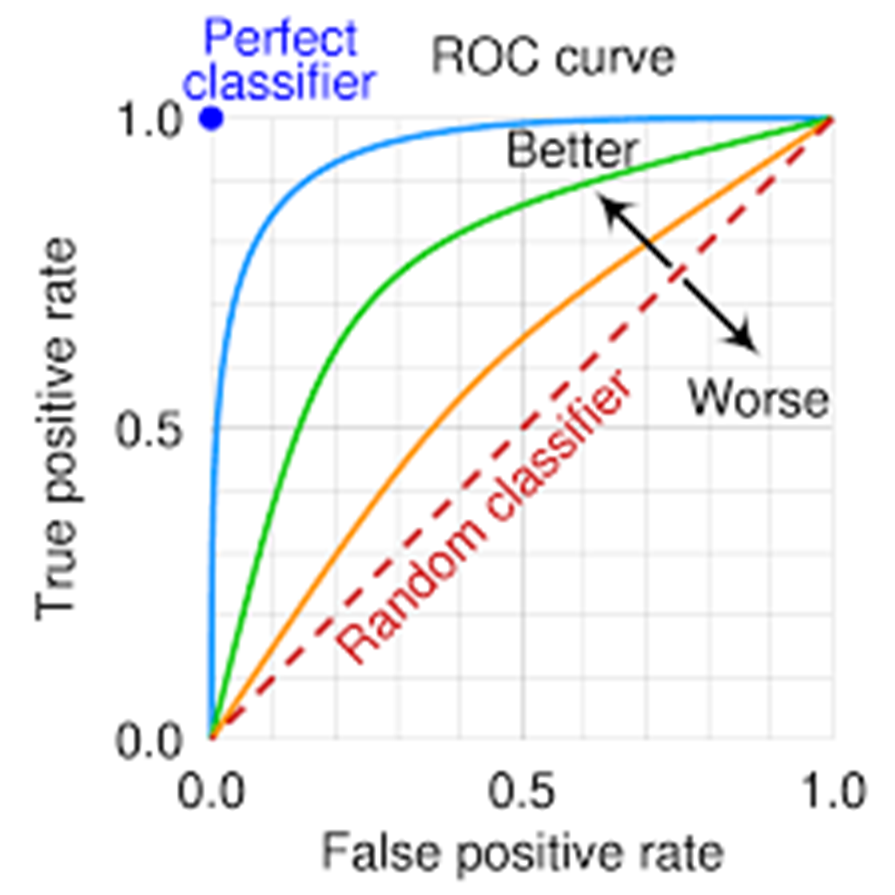 Perfect
classifier
ROC curve
1.0
Better
True positive rate
0.5
Worse
Random classifier
0.0
0.0
0.5
1.0
False positive rate